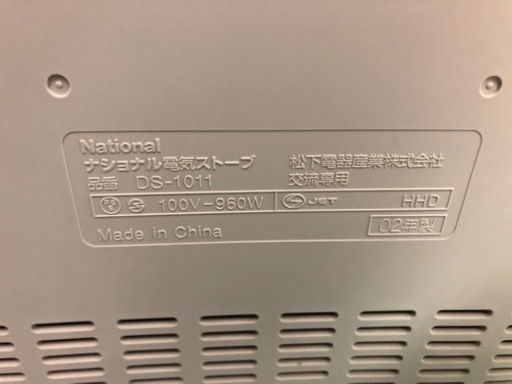 National
ナショナル電気ストーブ 松下電器産業株式会社
品番 DS-1011 交流専用
100V-960W JET HHD
Made in China 02年製